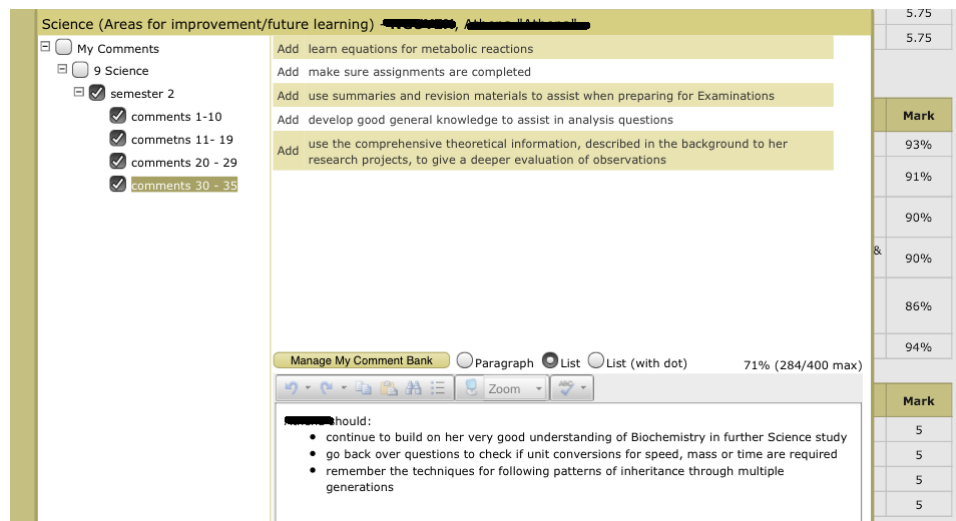 Science (Areas for improvement/future learning) -
My Comments
9 Science
semester 2
comments 1-10
commetns 11- 19
comments 20 - 29
comments 30 - 35
Add learn equations for metabolic reactions
Add make sure assignments are completed
Add use summaries and revision materials to assist when preparing for Examinations
Add develop good general knowledge to assist in analysis questions
Add use the comprehensive theoretical information, described in the background to her
research projects, to give a deeper evaluation of observations
Manage My Comment Bank Paragraph List List (with dot) 71% (284/400 max)
Zoom ABC
should:
continue to build on her very good understanding of Biochemistry in further Science study
go back over questions to check if unit conversions for speed, mass or time are required
remember the techniques for following patterns of inheritance through multiple
generations
5.75
5.75
Mark
93%
91%
90%
&
90%
86%
94%
Mark
5
5
5
5